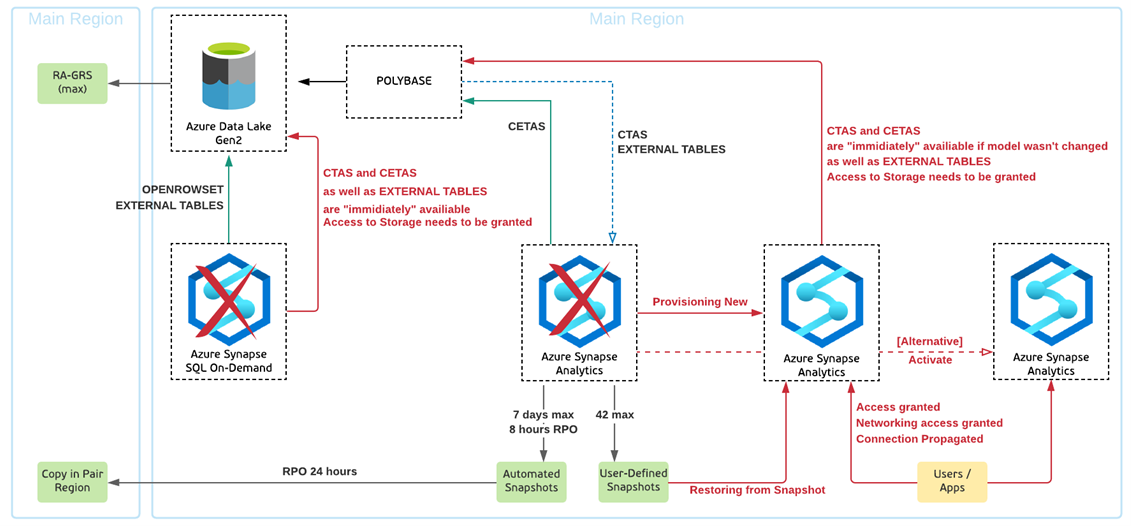 Main Region
Main Region
RA-GRS
(max)
Azure Data Lake
Gen2
POLYBASE
CETAS
CTAS
EXTERNAL TABLES
CTAS and CETAS
are "immidiately" availiable if model wasn't changed
as well as EXTERNAL TABLES
Access to Storage needs to be granted
OPENROWSET
EXTERNAL TABLES
CTAS and CETAS
as well as EXTERNAL TABLES
are "immidiately" availiable
Access to Storage needs to be granted
Azure Synapse
SQL On-Demand
Azure Synapse
Analytics
Provisioning New
Azure Synapse
Analytics
[Alternative]
Activate
Azure Synapse
Analytics
7 days max
8 hours RPO
42 max
Access granted
Networking access granted
Connection Propagated
Copy in Pair
Region
RPO 24 hours
Automated
Snapshots
User-Defined
Snapshots
Restoring from Snapshot
Users /
Apps